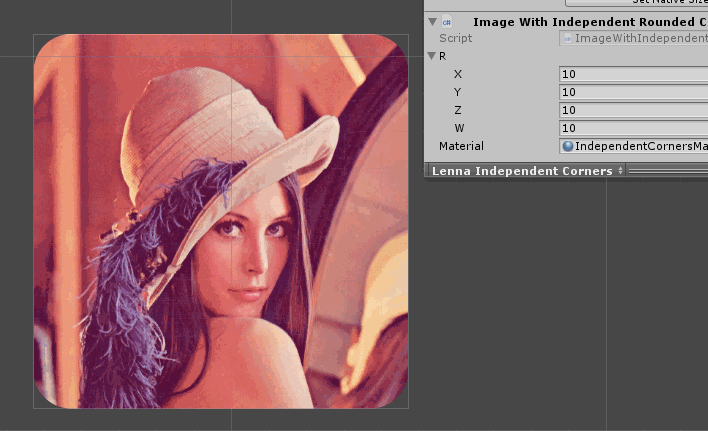 Set Native Size
Image With Independent Rounded C
Script ImageWithIndependent
R
X 10
Y 10
Z 10
W 10
Material IndependentCornersMa
Lenna Independent Corners